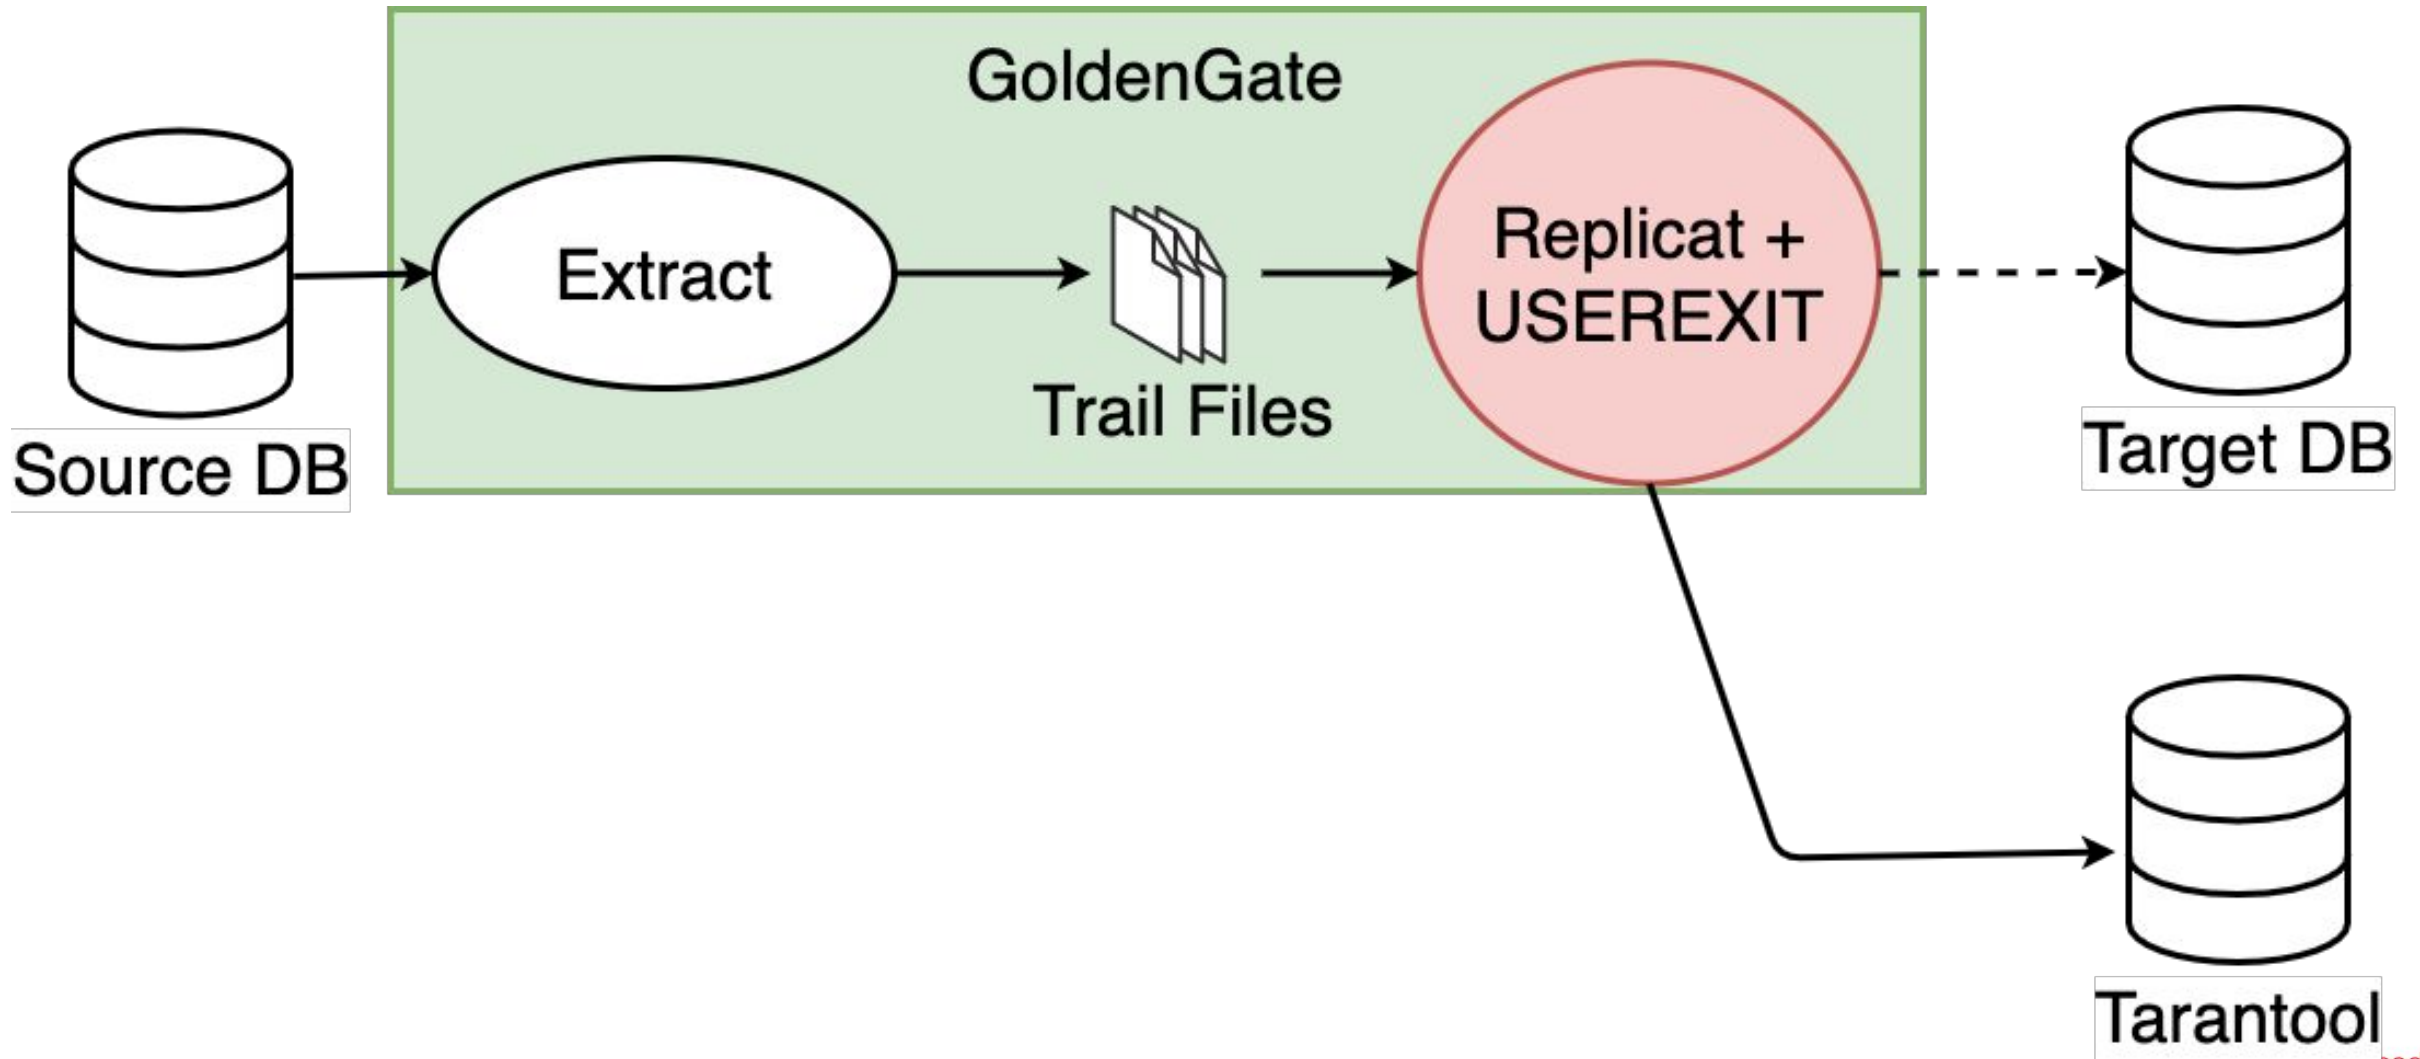 GoldenGate
Source DB
Extract
Trail Files
Replicat +
USEREXIT
Target DB
Tarantool